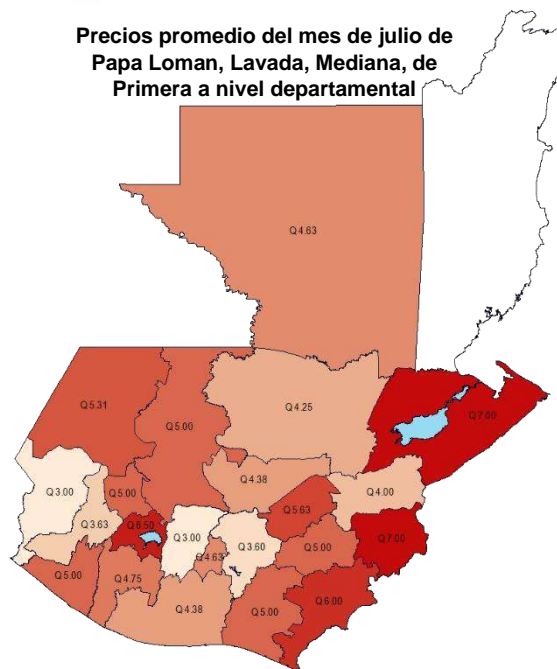 Precios promedio del mes de julio de
Papa Loman, Lavada, Mediana, de
Primera a nivel departamental
Q4.63
Q5.31
Q5.00
Q4.25
Q7.00
Q3.00
Q5.00
Q4.38
Q4.00
Q3.63
Q6.50
Q3.00
Q4.63
Q3.60
Q5.63
Q5.00
Q7.00
Q5.00
Q4.75
Q4.38
Q5.00
Q6.00